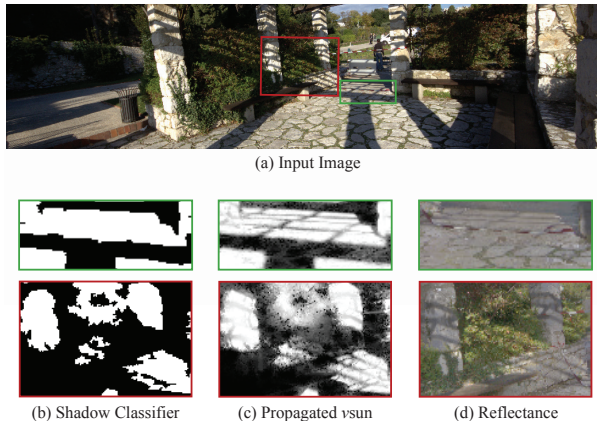 (a) Input Image
(b) Shadow Classifier
(c) Propagated vsun
(d) Reflectance